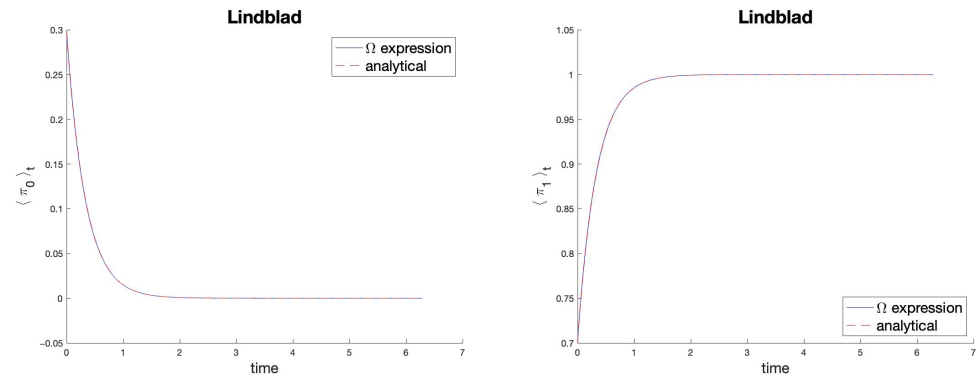 Lindblad
0.3
0.25
0.2
0.15
0.1
0.05
0
−0.05
⟨ π₀ ⟩ₜ
Ω expression
analytical
0 1 2 3 4 5 6 7
time
Lindblad
1.05
1
0.95
0.9
0.85
0.8
0.75
0.7
⟨ π₁ ⟩ₜ
Ω expression
analytical
0 1 2 3 4 5 6 7
time